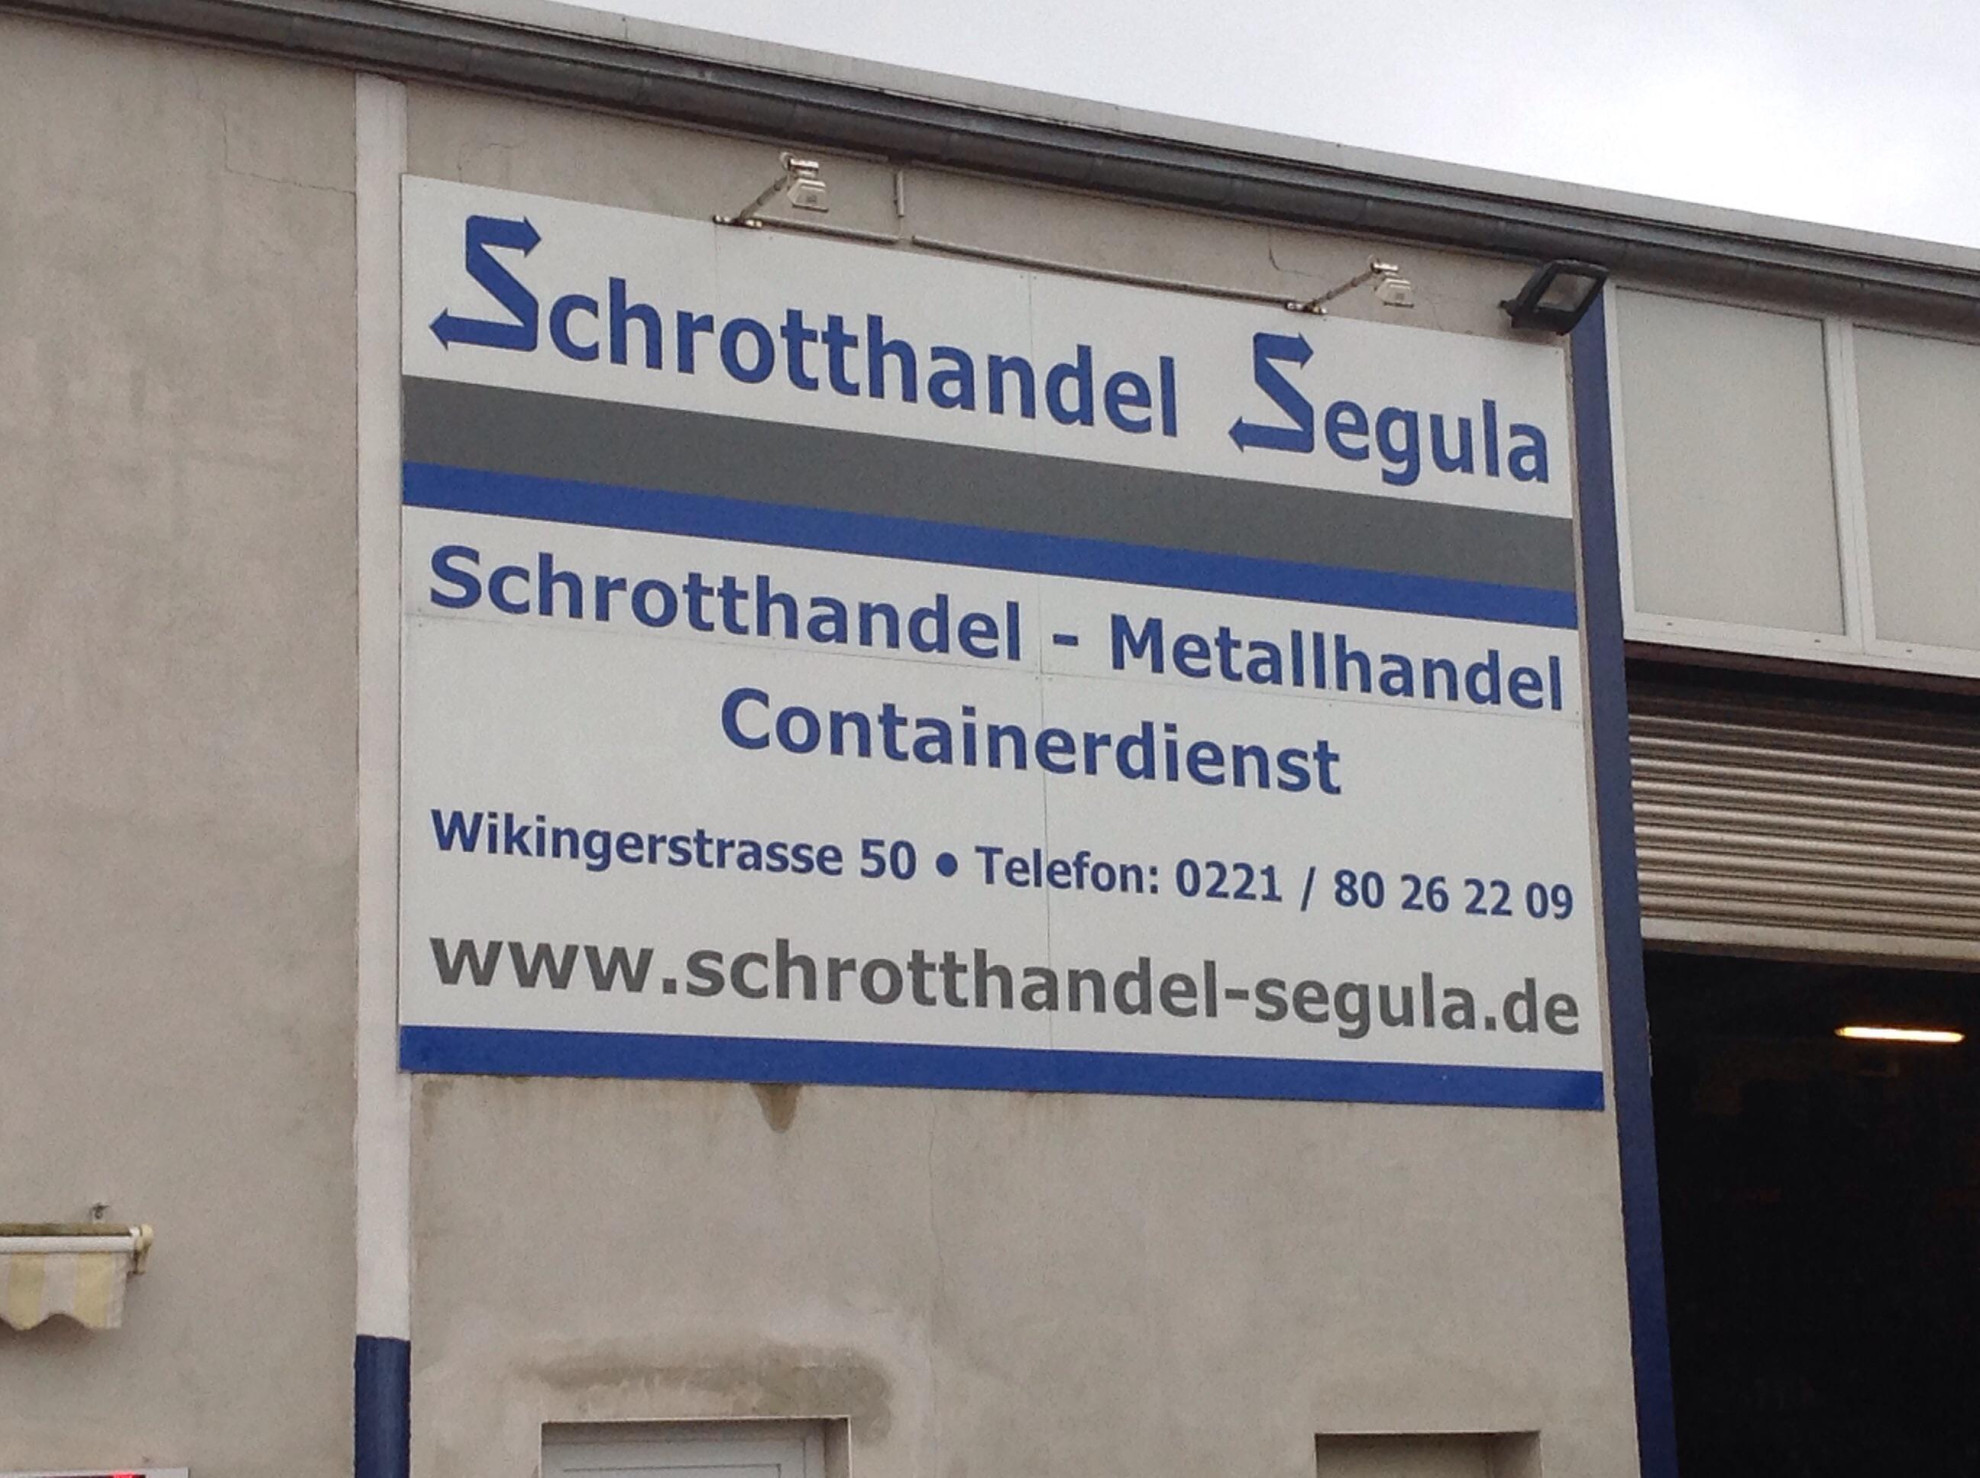 Schrotthandel Segula
Schrotthandel - Metallhandel
Containerdienst
Wikingerstrasse 50 • Telefon: 0221 / 80 26 22 09
www.schrotthandel-segula.de